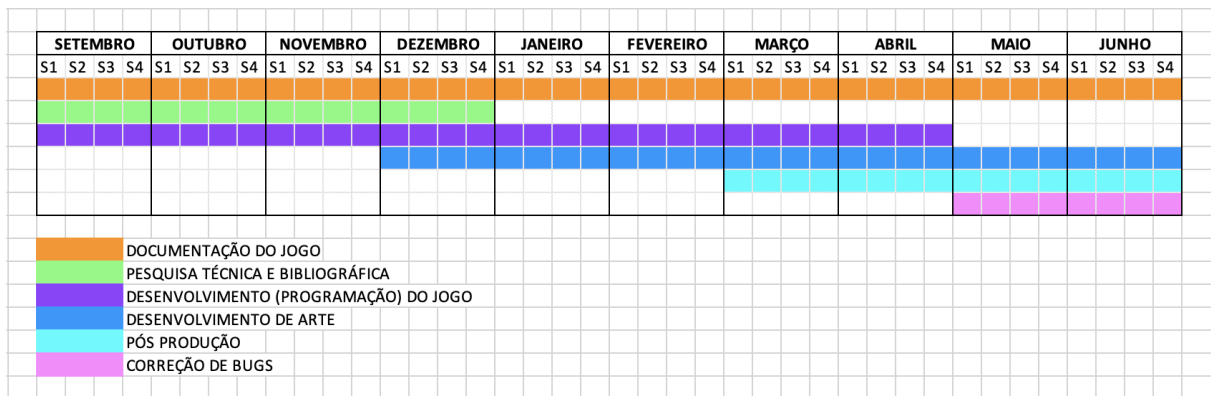 SETEMBRO OUTUBRO NOVEMBRO DEZEMBRO JANEIRO FEVEREIRO MARÇO ABRIL MAIO JUNHO
S1 S2 S3 S4 S1 S2 S3 S4 S1 S2 S3 S4 S1 S2 S3 S4 S1 S2 S3 S4 S1 S2 S3 S4 S1 S2 S3 S4 S1 S2 S3 S4 S1 S2 S3 S4 S1 S2 S3 S4
DOCUMENTAÇÃO DO JOGO
PESQUISA TÉCNICA E BIBLIOGRÁFICA
DESENVOLVIMENTO (PROGRAMAÇÃO) DO JOGO
DESENVOLVIMENTO DE ARTE
PÓS PRODUÇÃO
CORREÇÃO DE BUGS